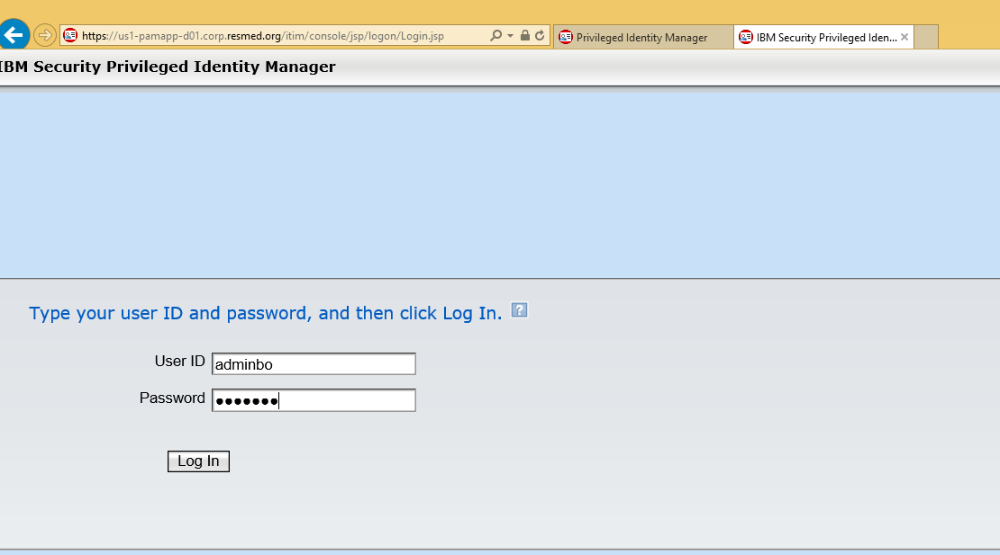 https://us1-pamapp-d01.corp.resmed.org/itim/console/jsp/logon/Login.jsp
Privileged Identity Manager
IBM Security Privileged Iden...
IBM Security Privileged Identity Manager
Type your user ID and password, and then click Log In. ?
User ID adminbo
Password •••••••
Log In